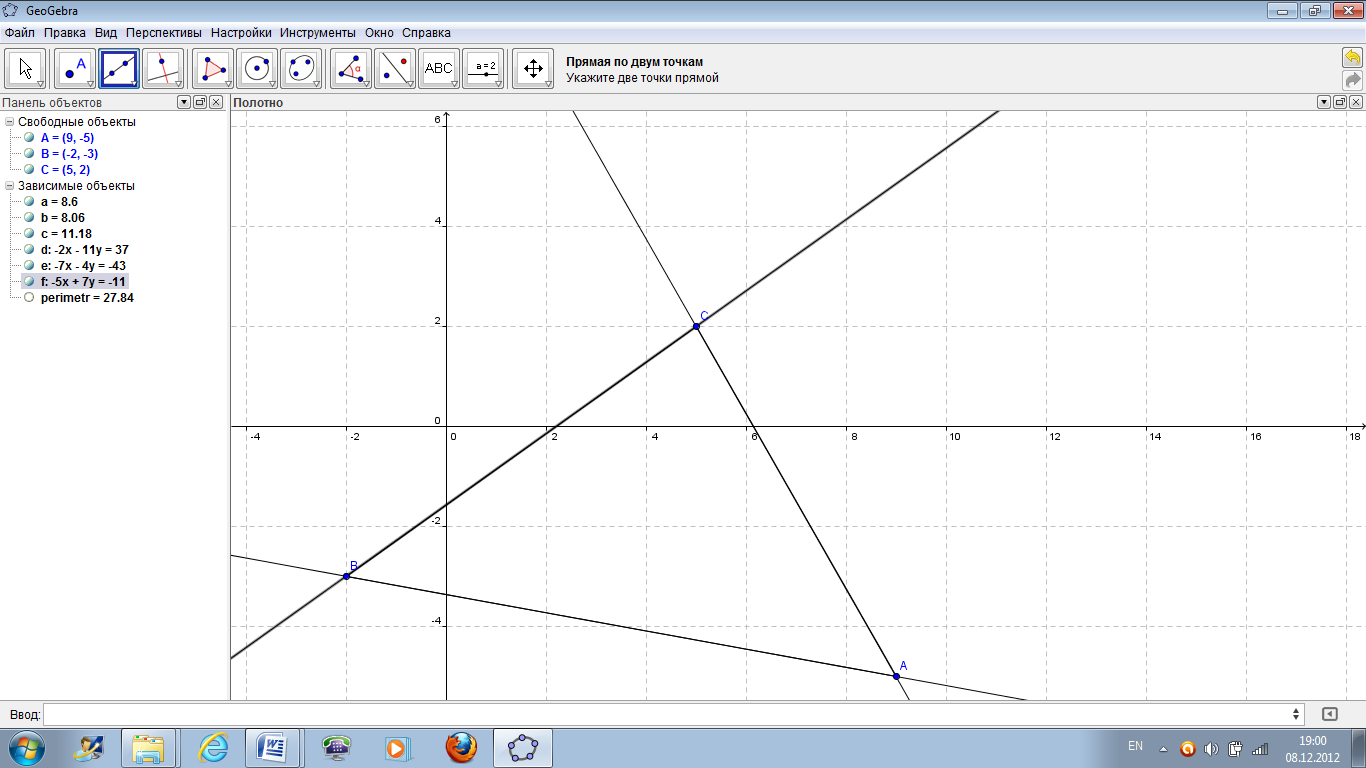 GeoGebra
Файл Правка Вид Перспективы Настройки Инструменты Окно Справка
A
α
ABC
a = 2
Прямая по двум точкам
Укажите две точки прямой
Панель объектов
Полотно
Свободные объекты
A = (9, -5)
B = (-2, -3)
C = (5, 2)
Зависимые объекты
a = 8.6
b = 8.06
c = 11.18
d: -2x - 11y = 37
e: -7x - 4y = -43
f: -5x + 7y = -11
perimetr = 27.84
6
4
C
2
0
-4 -2 0 2 4 6 8 10 12 14 16 18
-2
B
-4
A
Ввод:
EN
19:00
08.12.2012